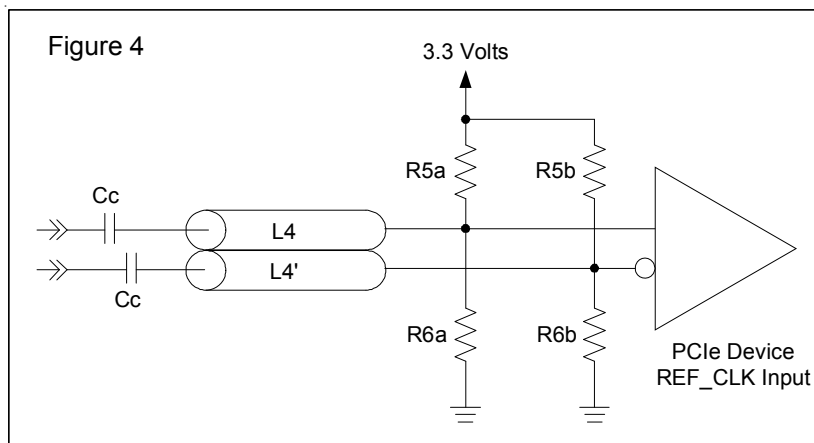 Figure 4
3.3 Volts
R5a
R5b
Cc
L4
L4'
Cc
R6a
R6b
PCIe Device
REF_CLK Input